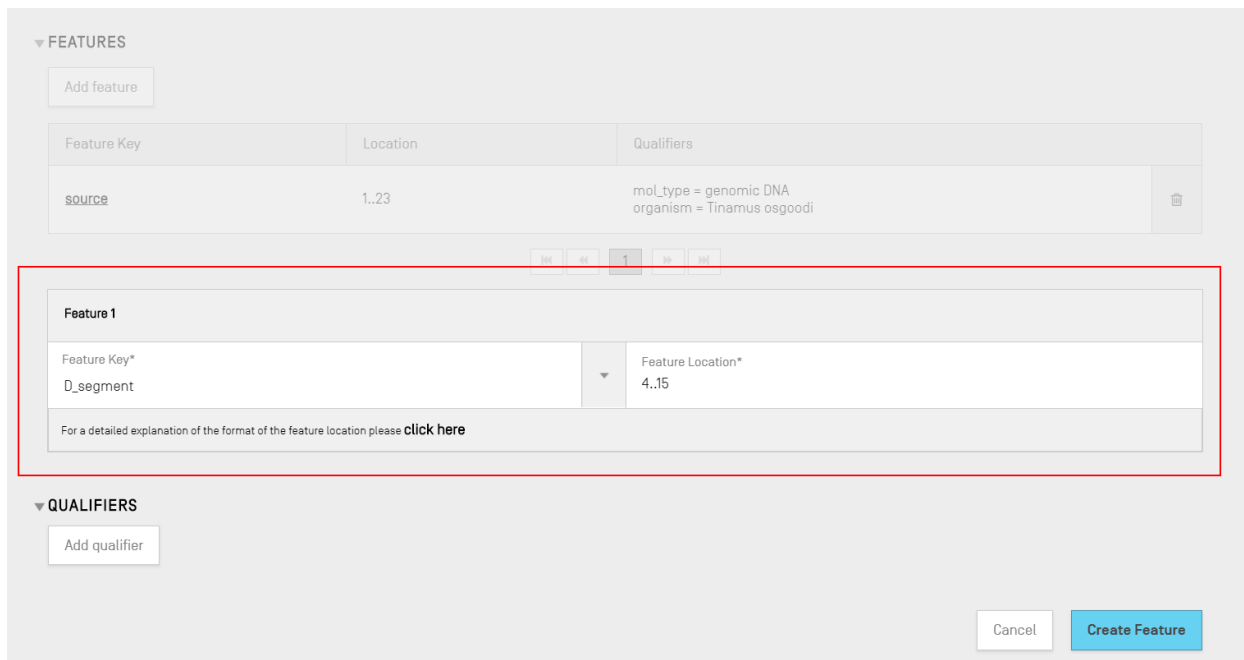 FEATURES
Add feature
Feature Key Location Qualifiers
source 1..23 mol_type = genomic DNA
organism = Tinamus osgoodi
1
Feature 1
Feature Key*
D_segment
Feature Location*
4..15
For a detailed explanation of the format of the feature location please click here
QUALIFIERS
Add qualifier
Cancel Create Feature